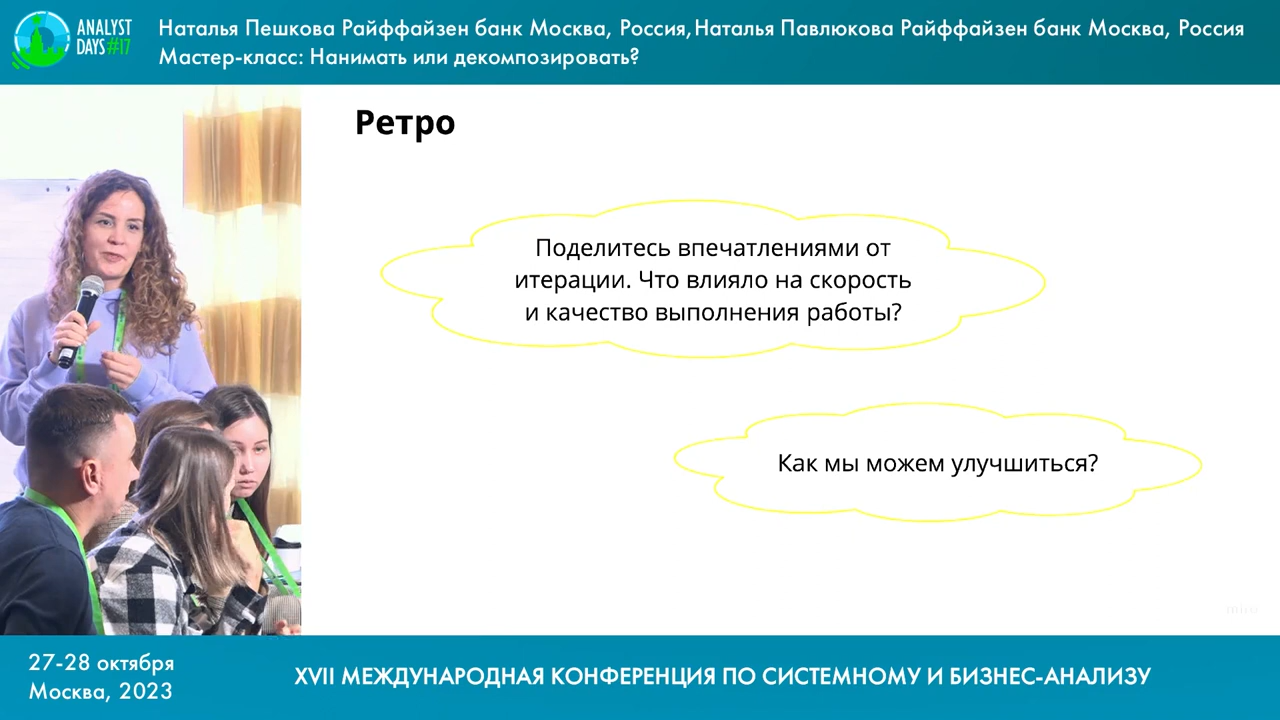 ANALYST
DAYS#17
Наталья Пешкова Райффайзен банк Москва, Россия,Наталья Павлюкова Райффайзен банк Москва, Россия
Мастер-класс: Нанимать или декомпозировать?
Ретро
Поделитесь впечатлениями от
итерации. Что влияло на скорость
и качество выполнения работы?
Как мы можем улучшиться?
miro
27-28 октября
Москва, 2023
XVII МЕЖДУНАРОДНАЯ КОНФЕРЕНЦИЯ ПО СИСТЕМНОМУ И БИЗНЕС-АНАЛИЗУ